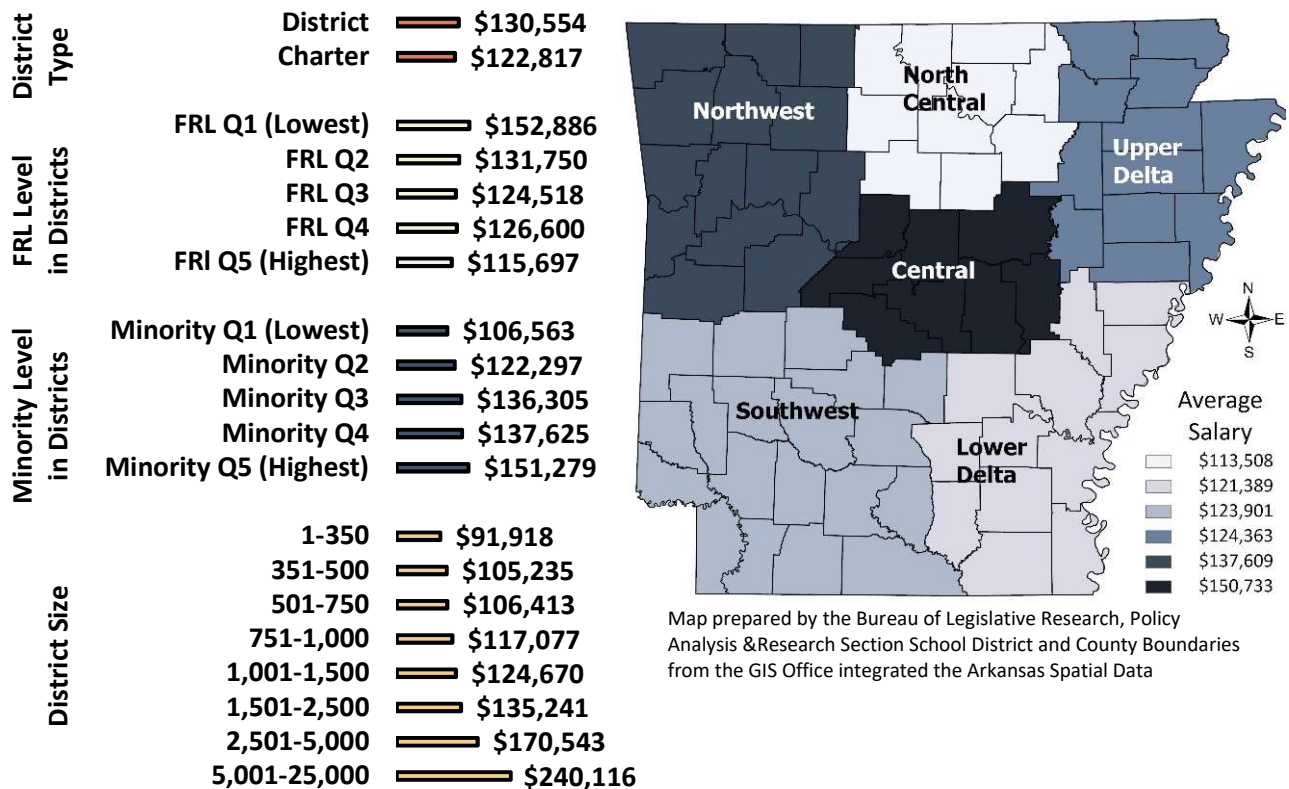 District Type
District $130,554
Charter $122,817
FRL Level in Districts
FRL Q1 (Lowest) $152,886
FRL Q2 $131,750
FRL Q3 $124,518
FRL Q4 $126,600
FRl Q5 (Highest) $115,697
Minority Level in Districts
Minority Q1 (Lowest) $106,563
Minority Q2 $122,297
Minority Q3 $136,305
Minority Q4 $137,625
Minority Q5 (Highest) $151,279
District Size
1-350 $91,918
351-500 $105,235
501-750 $106,413
751-1,000 $117,077
1,001-1,500 $124,670
1,501-2,500 $135,241
2,501-5,000 $170,543
5,001-25,000 $240,116
Northwest
North
Central
Upper
Delta
Central
Southwest
Lower
Delta
N
W E
S
Average
Salary
$113,508
$121,389
$123,901
$124,363
$137,609
$150,733
Map prepared by the Bureau of Legislative Research, Policy
Analysis &Research Section School District and County Boundaries
from the GIS Office integrated the Arkansas Spatial Data